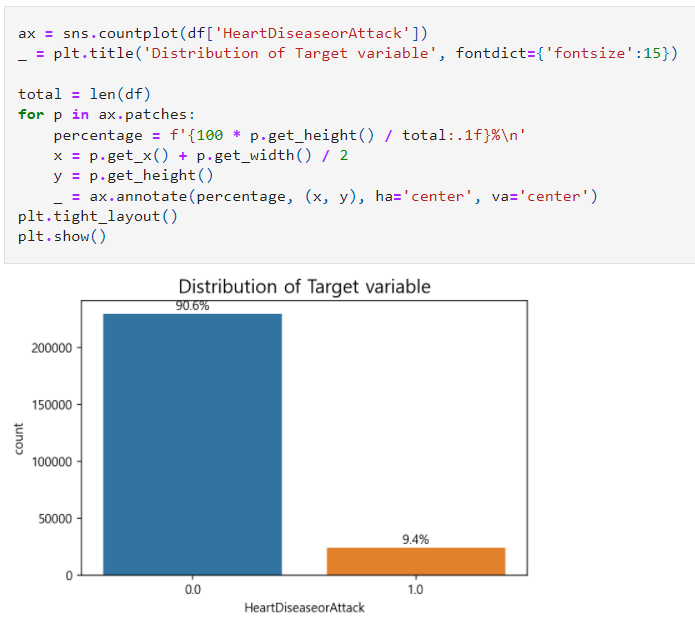 ax = sns.countplot(df['HeartDiseaseorAttack'])
_ = plt.title('Distribution of Target variable', fontdict={'fontsize':15})
total = len(df)
for p in ax.patches:
    percentage = f'{100 * p.get_height() / total:.1f}%\n'
    x = p.get_x() + p.get_width() / 2
    y = p.get_height()
    _ = ax.annotate(percentage, (x, y), ha='center', va='center')
plt.tight_layout()
plt.show()
Distribution of Target variable
90.6%
200000
150000
100000
50000
0
count
9.4%
0.0
1.0
HeartDiseaseorAttack